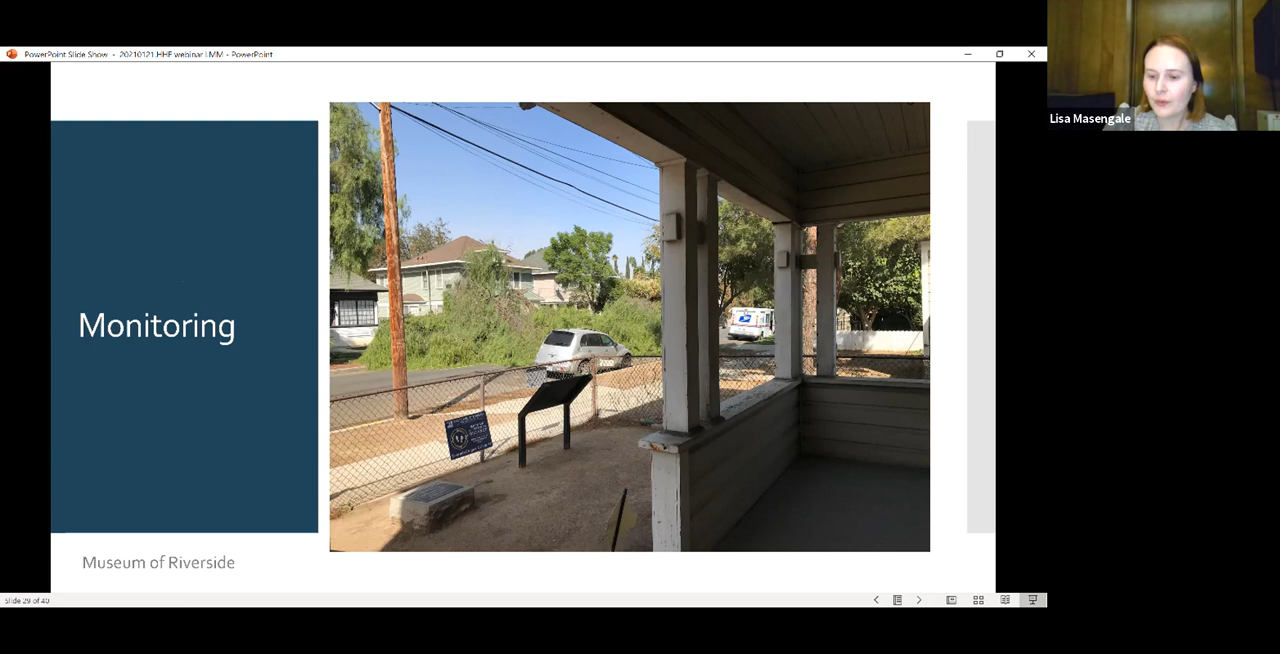 PowerPoint Slide Show - 20210121.HHF webinar LMM - PowerPoint
Lisa Masengale
Monitoring
Museum of Riverside
Slide 29 of 40